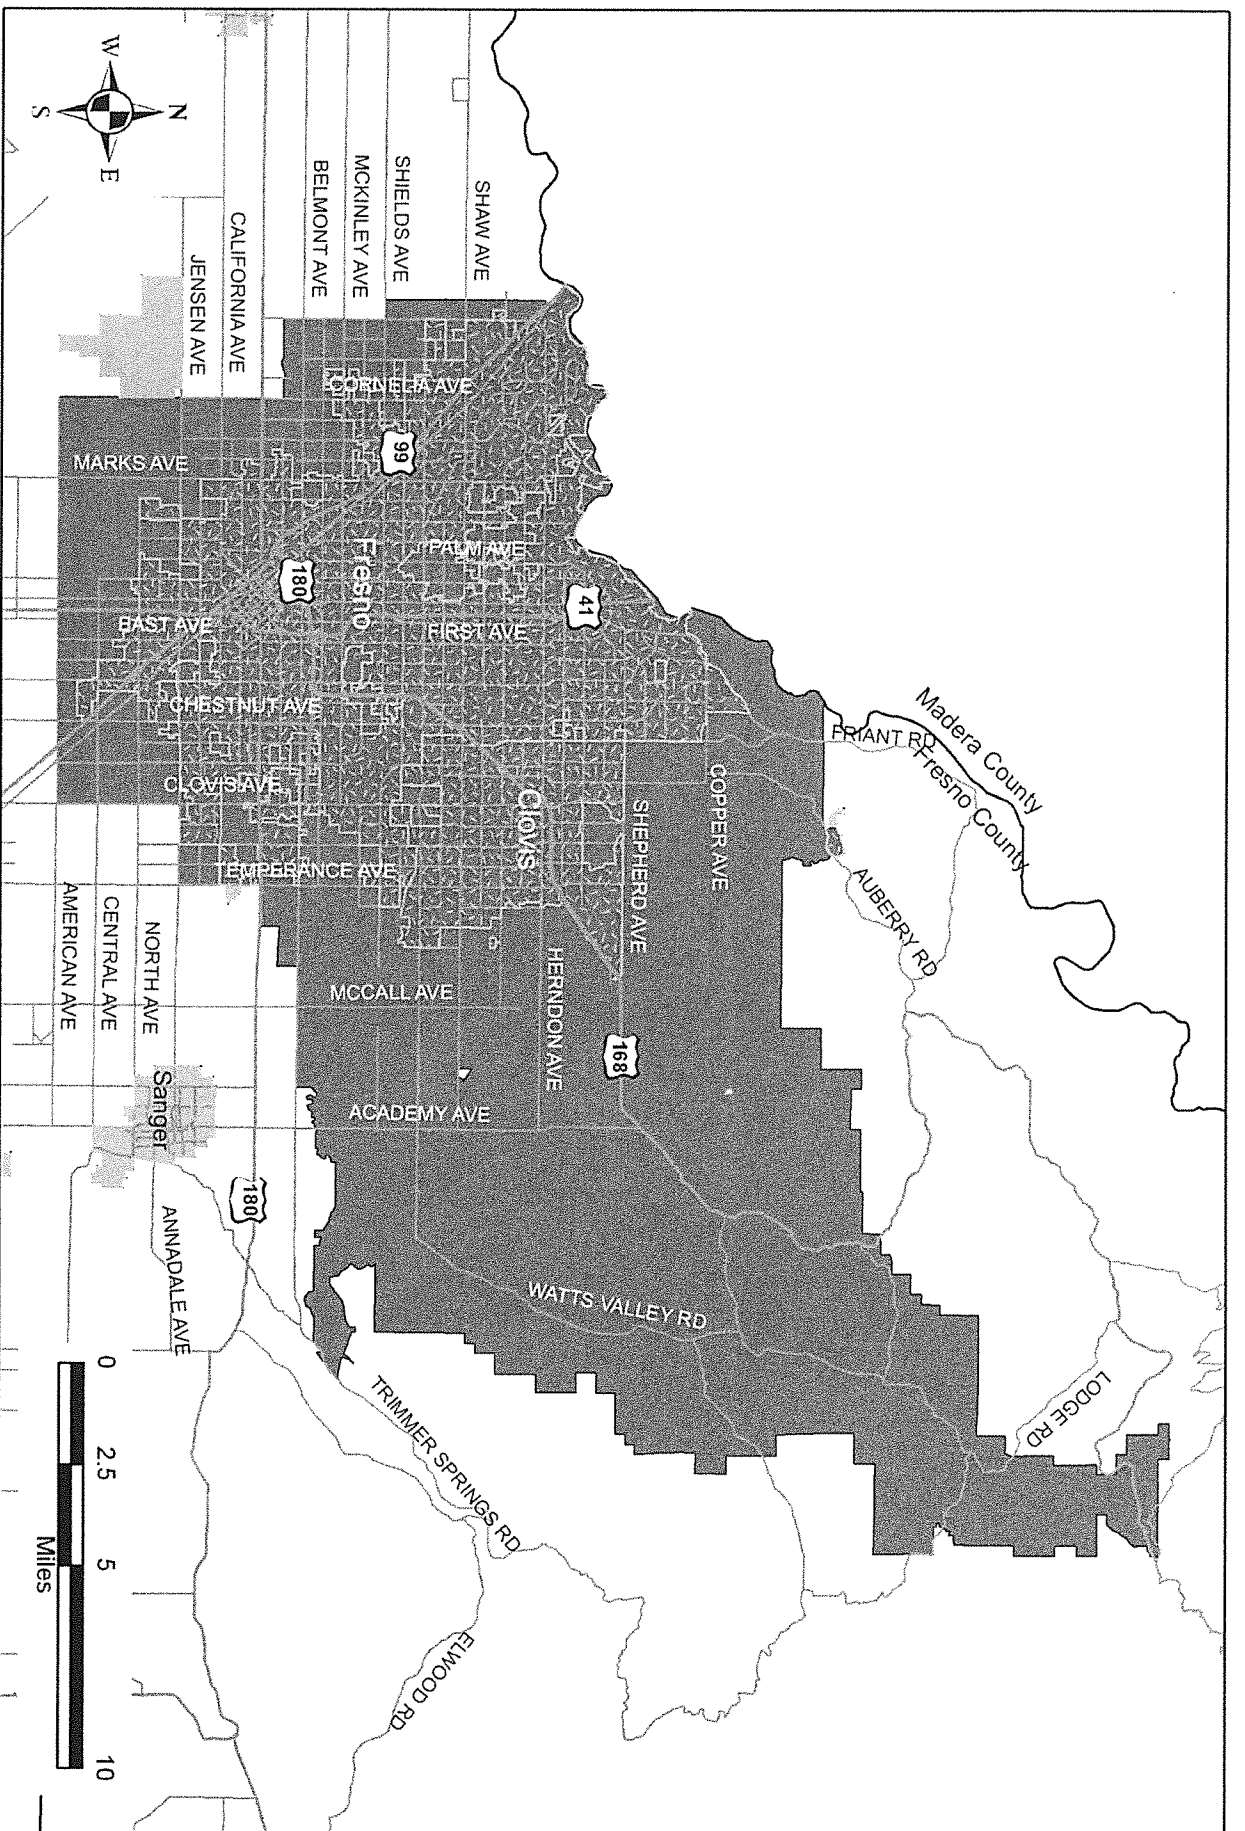 Madera County
Fresno County
FRIANT RD
AUBERRY RD
LODGE RD
COPPER AVE
SHEPHERD AVE
HERNDON AVE
168
41
Clovis
WATTS VALLEY RD
SHAW AVE
SHIELDS AVE
MCKINLEY AVE
BELMONT AVE
CALIFORNIA AVE
JENSEN AVE
CORNELIA AVE
99
MARKS AVE
PALM AVE
Fresno
180
FIRST AVE
EAST AVE
CHESTNUT AVE
CLOVIS AVE
TEMPERANCE AVE
MCCALL AVE
ACADEMY AVE
NORTH AVE
CENTRAL AVE
AMERICAN AVE
Sanger
180
ANNADALE AVE
TRIMMER SPRINGS RD
ELWOOD RD
N
W
E
S
0
2.5
5
10
Miles